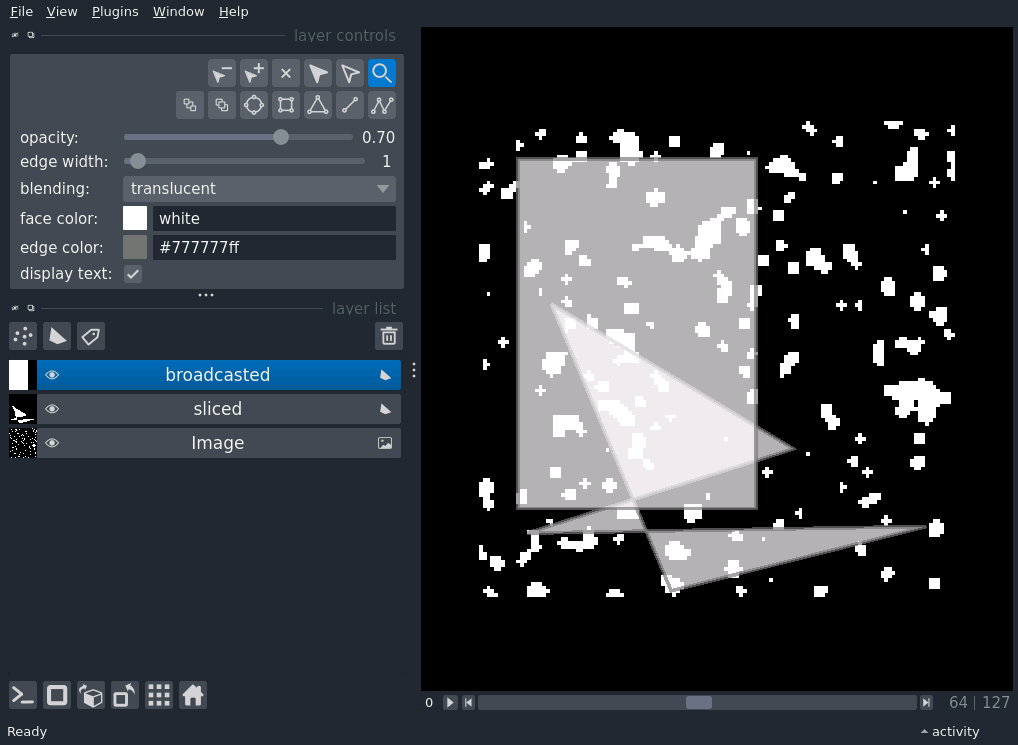 File View Plugins Window Help
layer controls
opacity: 0.70
edge width: 1
blending: translucent
face color: white
edge color: #777777ff
display text:
layer list
broadcasted
sliced
Image
0 64 | 127
Ready activity